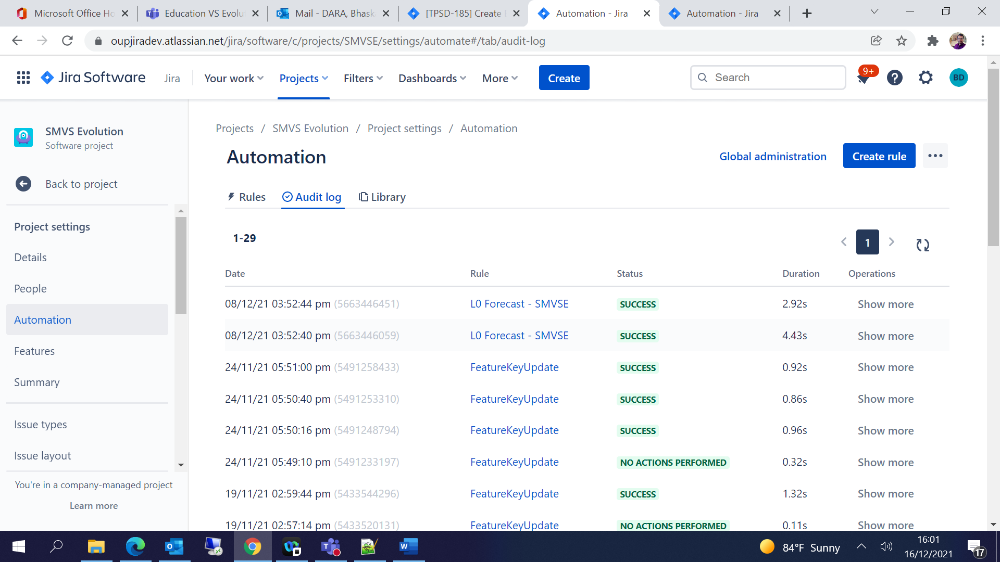 Microsoft Office Ho
Education VS Evolu
Mail - DARA, Bhask
[TPSD-185] Create
Automation - Jira
Automation - Jira
oupjiradev.atlassian.net/jira/software/c/projects/SMVSE/settings/automate#/tab/audit-log
Jira Software
Jira
Your work
Projects
Filters
Dashboards
More
Create
Search
9+
BD
SMVS Evolution
Software project
Back to project
Project settings
Details
People
Automation
Features
Summary
Issue types
Issue layout
You're in a company-managed project
Learn more
Projects / SMVS Evolution / Project settings / Automation
Automation
Global administration
Create rule
Rules
Audit log
Library
1-29
1
Date Rule Status Duration Operations
08/12/21 03:52:44 pm (5663446451) L0 Forecast - SMVSE SUCCESS 2.92s Show more
08/12/21 03:52:40 pm (5663446059) L0 Forecast - SMVSE SUCCESS 4.43s Show more
24/11/21 05:51:00 pm (5491258433) FeatureKeyUpdate SUCCESS 0.92s Show more
24/11/21 05:50:40 pm (5491253310) FeatureKeyUpdate SUCCESS 0.86s Show more
24/11/21 05:50:16 pm (5491248794) FeatureKeyUpdate SUCCESS 0.96s Show more
24/11/21 05:49:10 pm (5491233197) FeatureKeyUpdate NO ACTIONS PERFORMED 0.32s Show more
19/11/21 02:59:44 pm (5433544296) FeatureKeyUpdate SUCCESS 1.32s Show more
19/11/21 02:57:14 pm (5433520131) FeatureKeyUpdate NO ACTIONS PERFORMED 0.11s Show more
84°F Sunny
16:01
16/12/2021
17